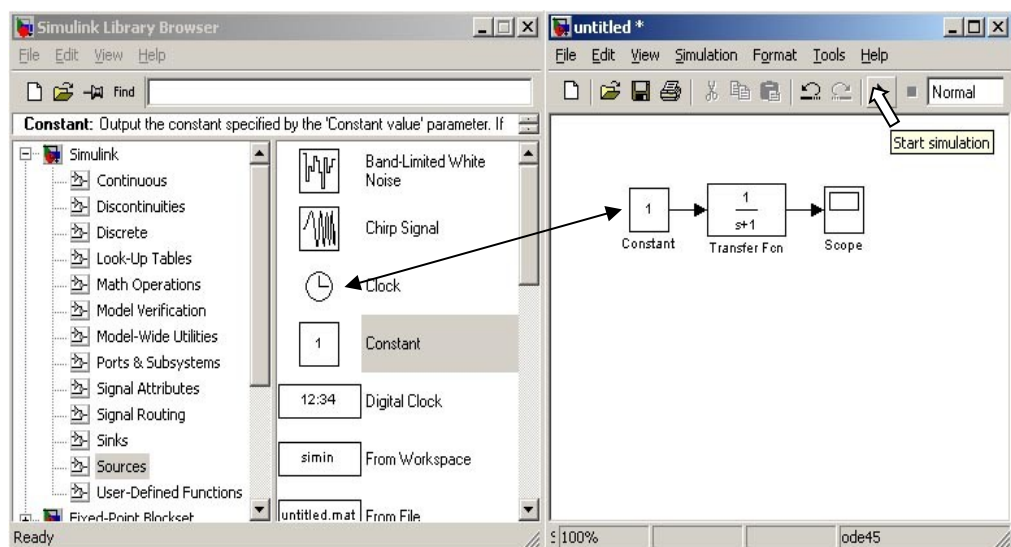 Simulink Library Browser
File Edit View Help
Find
Constant: Output the constant specified by the 'Constant value' parameter. If
Simulink
Continuous
Discontinuities
Discrete
Look-Up Tables
Math Operations
Model Verification
Model-Wide Utilities
Ports & Subsystems
Signal Attributes
Signal Routing
Sinks
Sources
User-Defined Functions
Fixed-Point Blockset
Band-Limited White
Noise
Chirp Signal
Clock
1
Constant
12:34
Digital Clock
simin
From Workspace
untitled.mat
From File
Ready
untitled *
File Edit View Simulation Format Tools Help
Normal
Start simulation
1
Constant
1
s+1
Transfer Fcn
Scope
100%
ode45